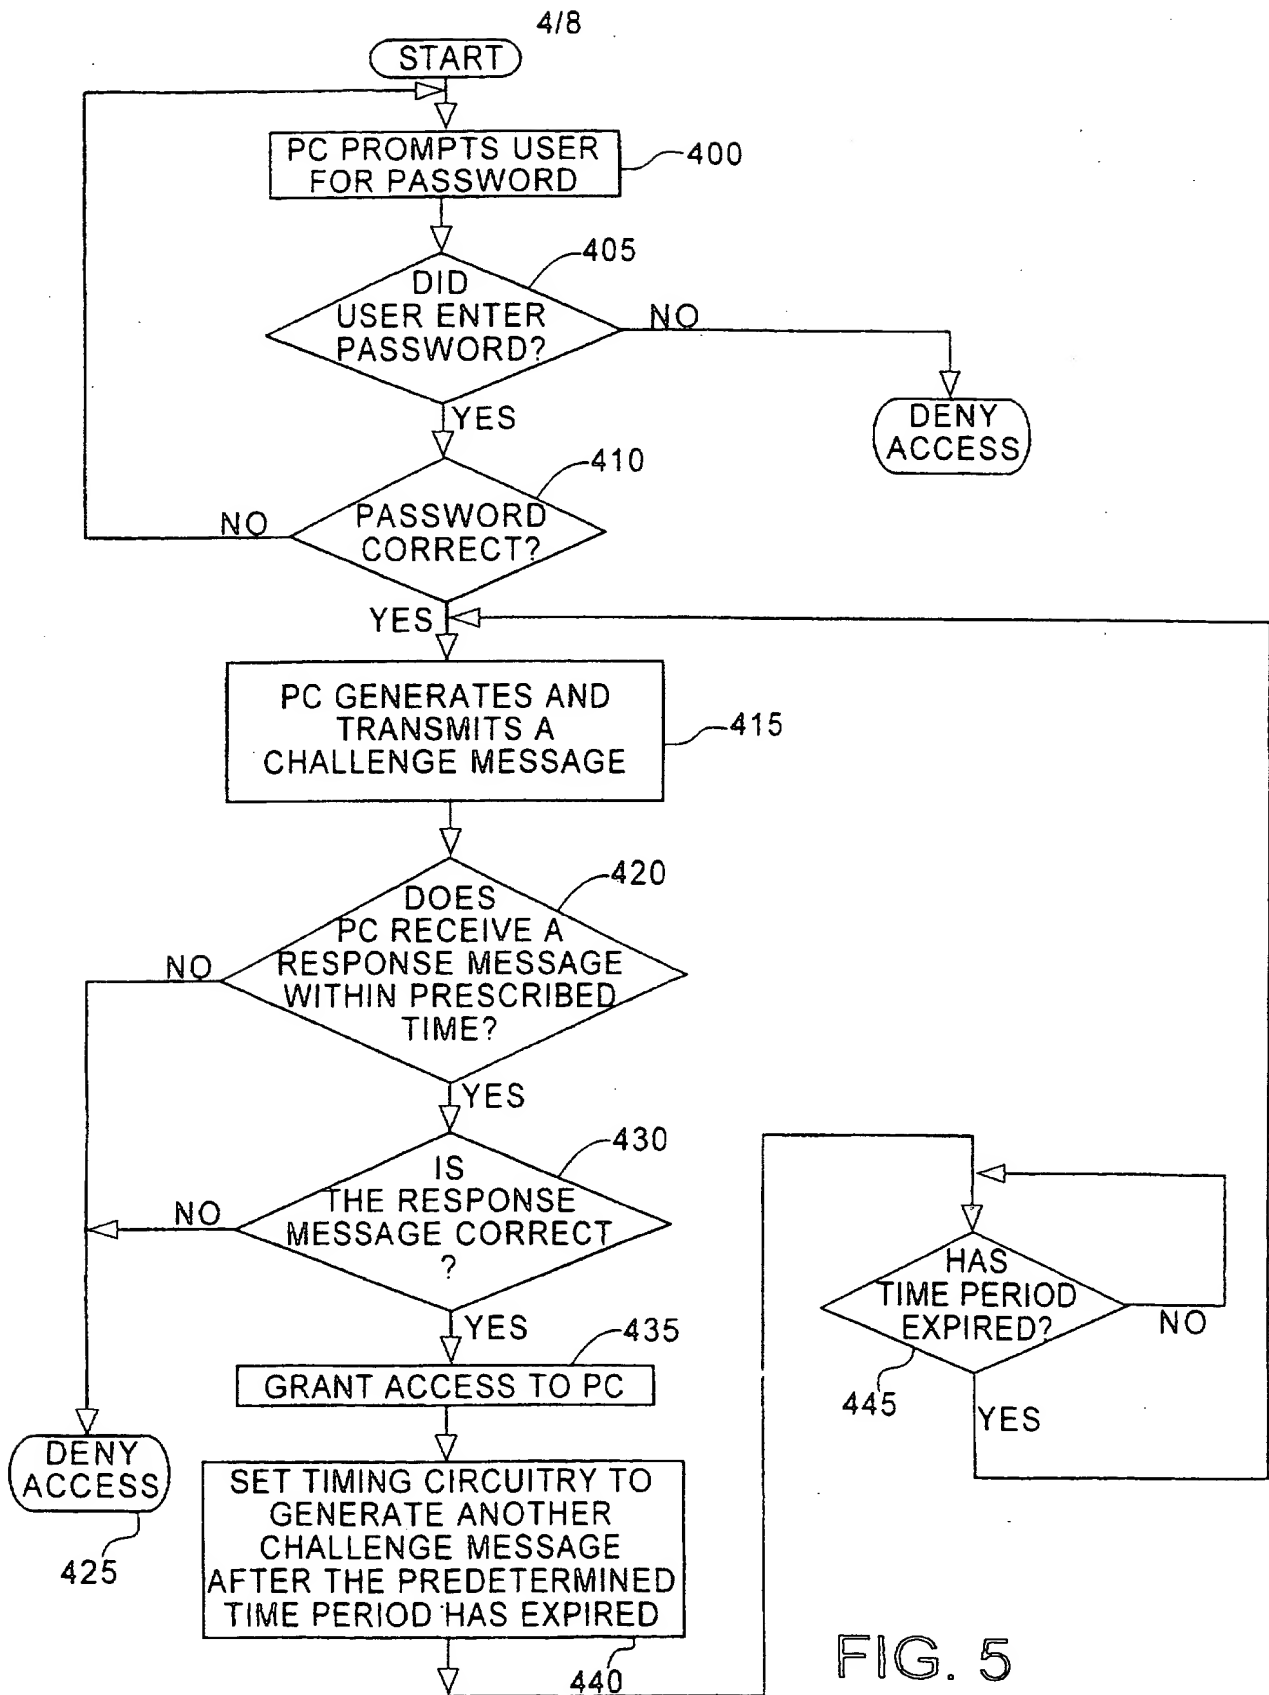 4/8
START
PC PROMPTS USER
FOR PASSWORD
400
405
DID
USER ENTER
PASSWORD?
NO
YES
DENY
ACCESS
410
PASSWORD
CORRECT?
NO
YES
PC GENERATES AND
TRANSMITS A
CHALLENGE MESSAGE
415
420
DOES
PC RECEIVE A
RESPONSE MESSAGE
WITHIN PRESCRIBED
TIME?
NO
YES
430
IS
THE RESPONSE
MESSAGE CORRECT
?
NO
YES
435
GRANT ACCESS TO PC
DENY
ACCESS
425
SET TIMING CIRCUITRY TO
GENERATE ANOTHER
CHALLENGE MESSAGE
AFTER THE PREDETERMINED
TIME PERIOD HAS EXPIRED
440
HAS
TIME PERIOD
EXPIRED?
NO
445
YES
FIG. 5